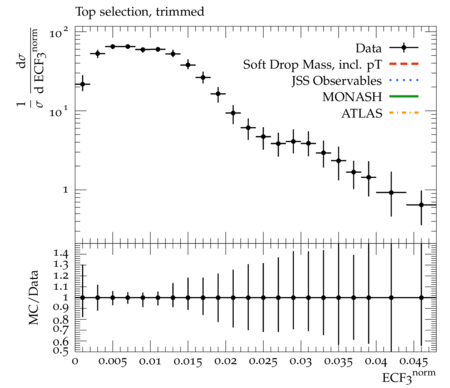 Top selection, trimmed
1/σ dσ/d ECF3^norm
10^2
10^1
1
Data
Soft Drop Mass, incl. pT
JSS Observables
MONASH
ATLAS
MC/Data
1.4
1.3
1.2
1.1
1
0.9
0.8
0.7
0.6
0.5
0 0.005 0.01 0.015 0.02 0.025 0.03 0.035 0.04 0.045
ECF3^norm